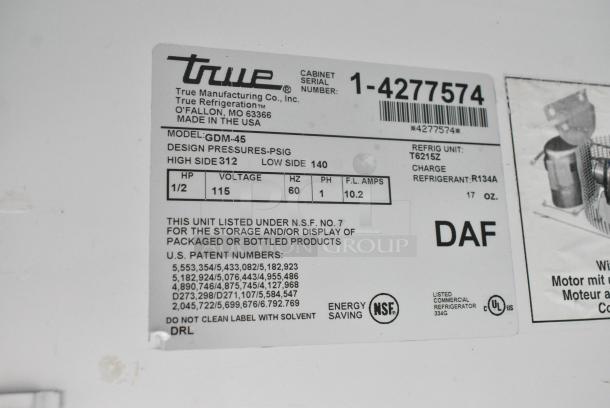 true®
CABINET
SERIAL
NUMBER:
1-4277574
*4277574*
True Manufacturing Co., Inc.
True Refrigeration™
O'FALLON, MO 63366
MADE IN THE USA
MODEL: GDM-45
DESIGN PRESSURES-PSIG
HIGH SIDE 312 LOW SIDE 140
REFRIG UNIT:
T6215Z
CHARGE
REFRIGERANT: R134A
17 OZ.
HP VOLTAGE HZ PH F.L. AMPS
1/2 115 60 1 10.2
THIS UNIT LISTED UNDER N.S.F. NO. 7
FOR THE STORAGE AND/OR DISPLAY OF
PACKAGED OR BOTTLED PRODUCTS
DAF
U.S. PATENT NUMBERS:
5,553,354/5,433,082/5,182,923
5,182,924/5,076,443/4,955,486
4,890,746/4,875,745/4,127,968
D273,298/D271,107/5,584,547
2,045,722/5,699,676/6.792.769
DO NOT CLEAN LABEL WITH SOLVENT
DRL
ENERGY
SAVING
NSF®
LISTED
COMMERCIAL
REFRIGERATOR
334G
c UL us
AUCTION GROUP
Wi
Motor mit
Moteur a
Co